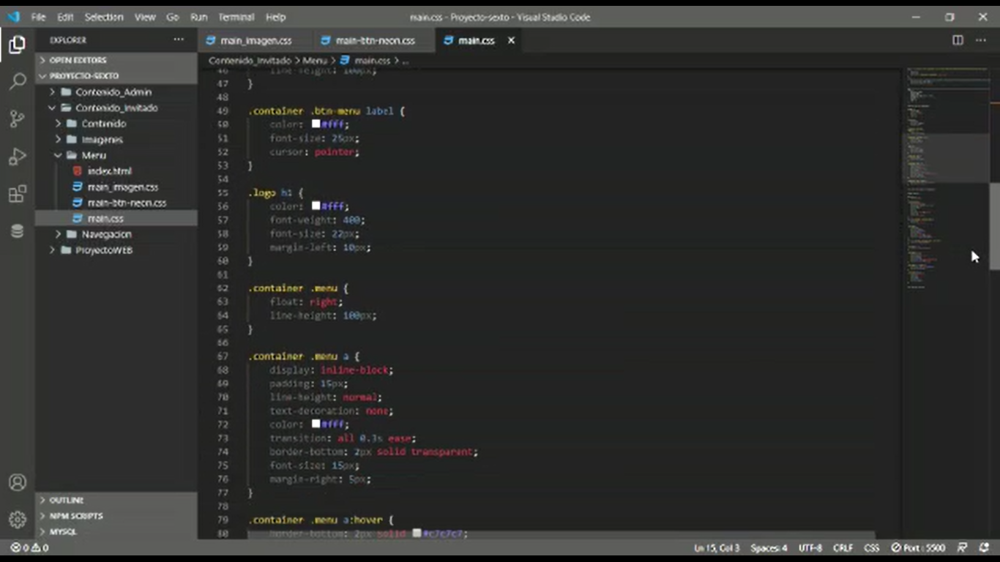 File Edit Selection View Go Run Terminal Help main.css - Proyecto-sexto - Visual Studio Code
EXPLORER
OPEN EDITORS
PROYECTO-SEXTO
Contenido_Admin
Contenido_Invitado
Contenido
Imagenes
Menu
index.html
main_imagen.css
main-btn-neon.css
main.css
Navegacion
ProyectoWEB
OUTLINE
NPM SCRIPTS
MYSQL
main_imagen.css main-btn-neon.css main.css
Contenido_Invitado > Menu > main.css > ...
46 line-height: 100px;
47 }
48
49 .container .btn-menu label {
50 color: #fff;
51 font-size: 25px;
52 cursor: pointer;
53 }
54
55 .logo h1 {
56 color: #fff;
57 font-weight: 400;
58 font-size: 22px;
59 margin-left: 10px;
60 }
61
62 .container .menu {
63 float: right;
64 line-height: 100px;
65 }
66
67 .container .menu a {
68 display: inline-block;
69 padding: 15px;
70 line-height: normal;
71 text-decoration: none;
72 color: #fff;
73 transition: all 0.3s ease;
74 border-bottom: 2px solid transparent;
75 font-size: 15px;
76 margin-right: 5px;
77 }
78
79 .container .menu a:hover {
80 border-bottom: 2px solid #c7c7c7;
0 0 Ln 15, Col 3 Spaces: 4 UTF-8 CRLF CSS Port : 5500